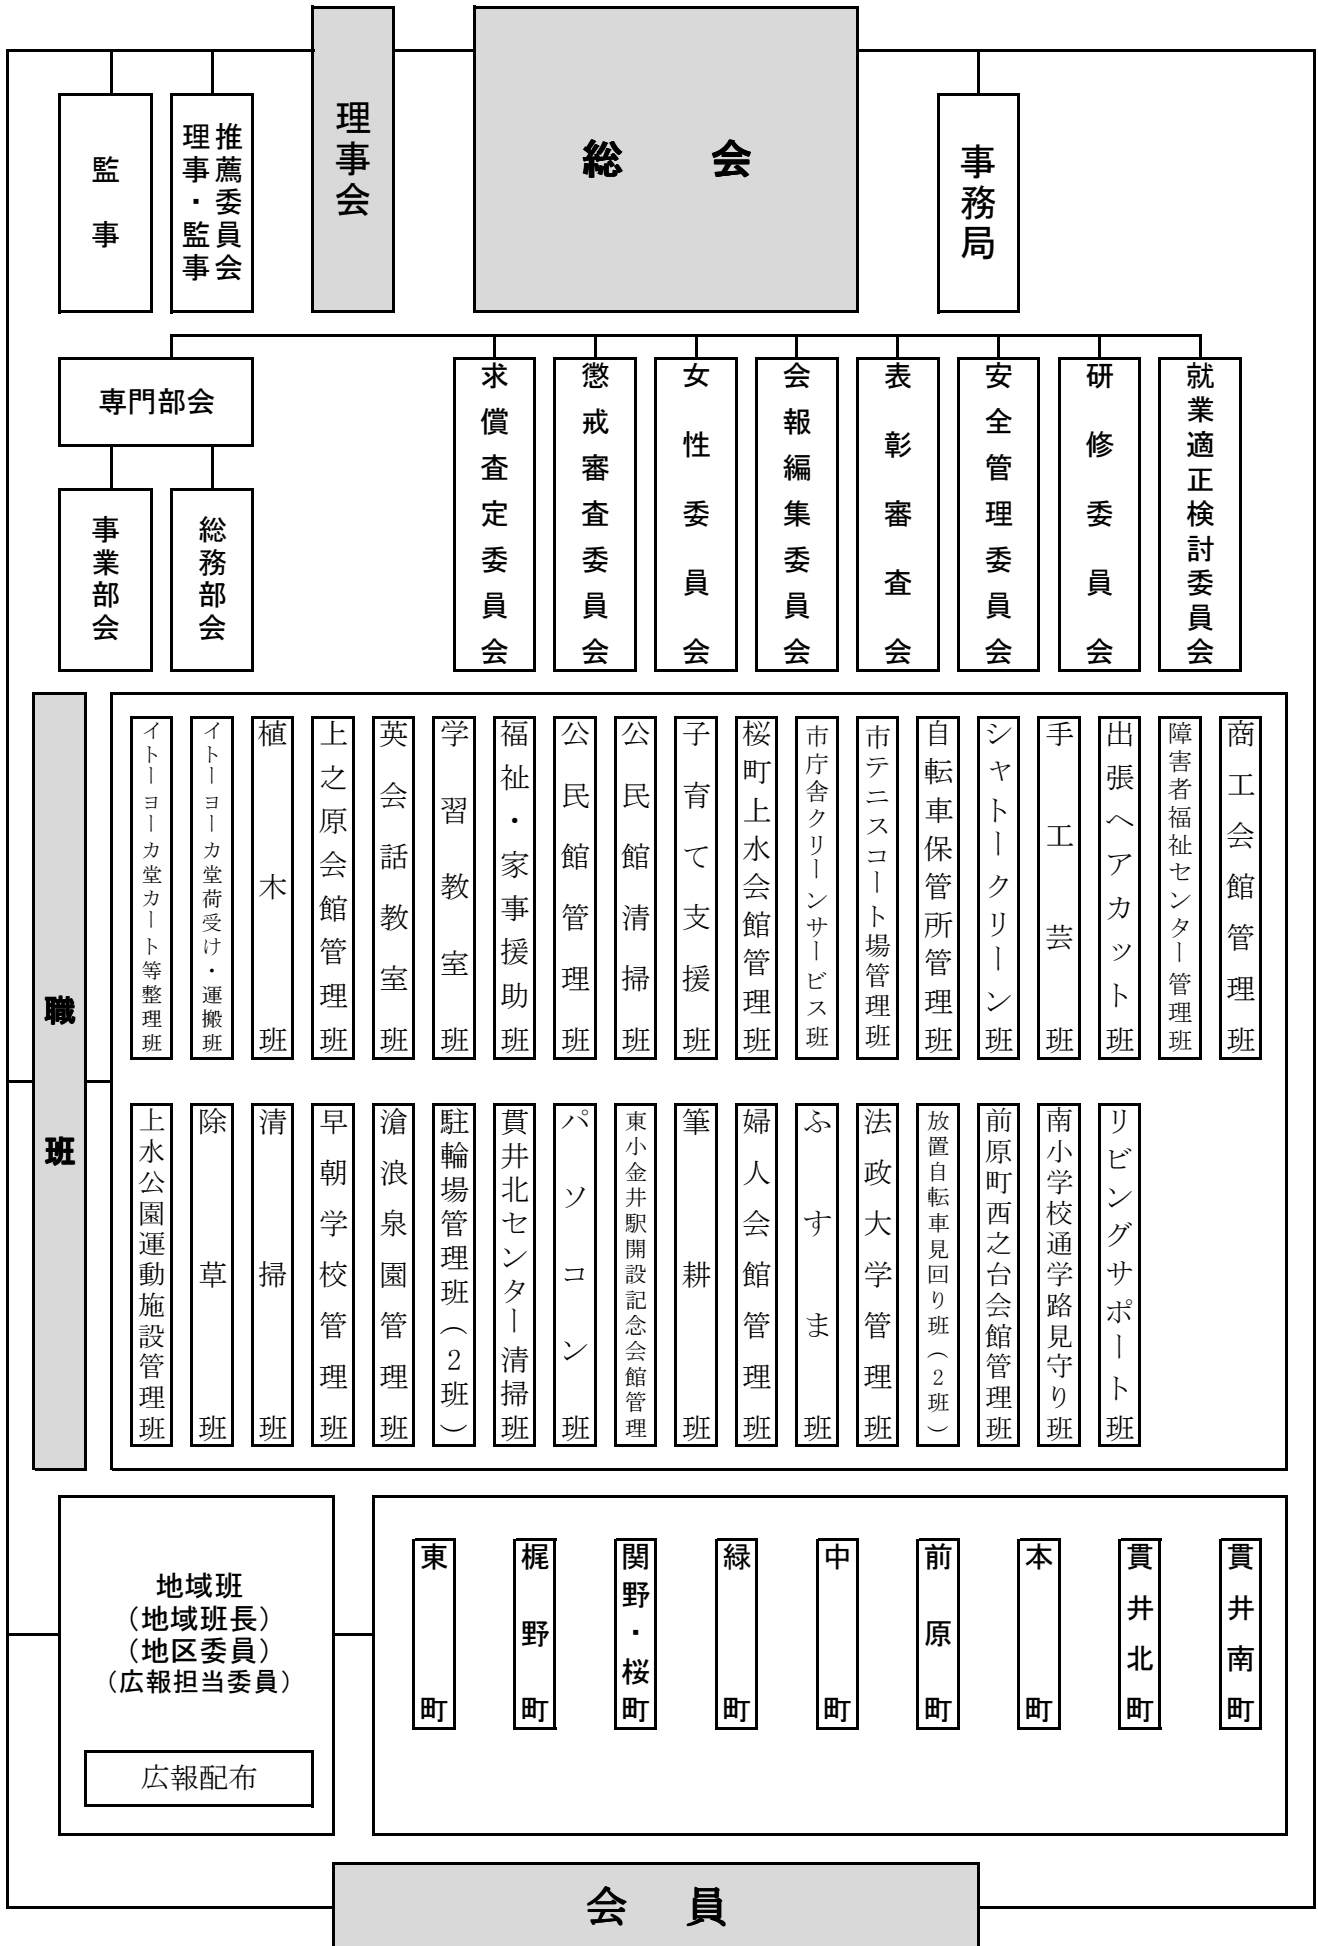 総会
理事会
監事
推薦委員会
理事・監事
事務局
専門部会
事業部会
総務部会
求償査定委員会
懲戒審査委員会
女性委員会
会報編集委員会
表彰審査会
安全管理委員会
研修委員会
就業適正検討委員会
職班
イトーヨーカ堂カート等整理班
イトーヨーカ堂荷受け・運搬班
植木班
上之原会館管理班
英会話教室班
学習教室班
福祉・家事援助班
公民館管理班
公民館清掃班
子育て支援班
桜町上水会館管理班
市庁舎クリーンサービス班
市テニスコート場管理班
自転車保管所管理班
シャトークリーン班
手工芸班
出張ヘアカット班
障害者福祉センター管理班
商工会館管理班
上水公園運動施設管理班
除草班
清掃班
早朝学校管理班
滄浪泉園管理班
駐輪場管理班（2班）
貫井北センター清掃班
パソコン班
東小金井駅開設記念会館管理
筆耕班
婦人会館管理班
ふすま班
法政大学管理班
放置自転車見回り班（2班）
前原町西之台会館管理班
南小学校通学路見守り班
リビングサポート班
地域班
（地域班長）
（地区委員）
（広報担当委員）
広報配布
東町
梶野町
関野・桜町
緑町
中町
前原町
本町
貫井北町
貫井南町
会員